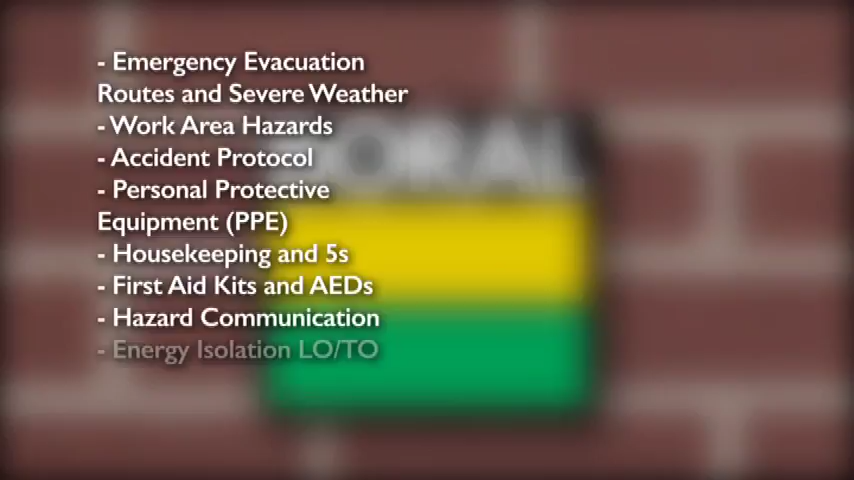 - Emergency Evacuation
Routes and Severe Weather
- Work Area Hazards
- Accident Protocol
- Personal Protective
Equipment (PPE)
- Housekeeping and 5s
- First Aid Kits and AEDs
- Hazard Communication
- Energy Isolation LO/TO
BORAL